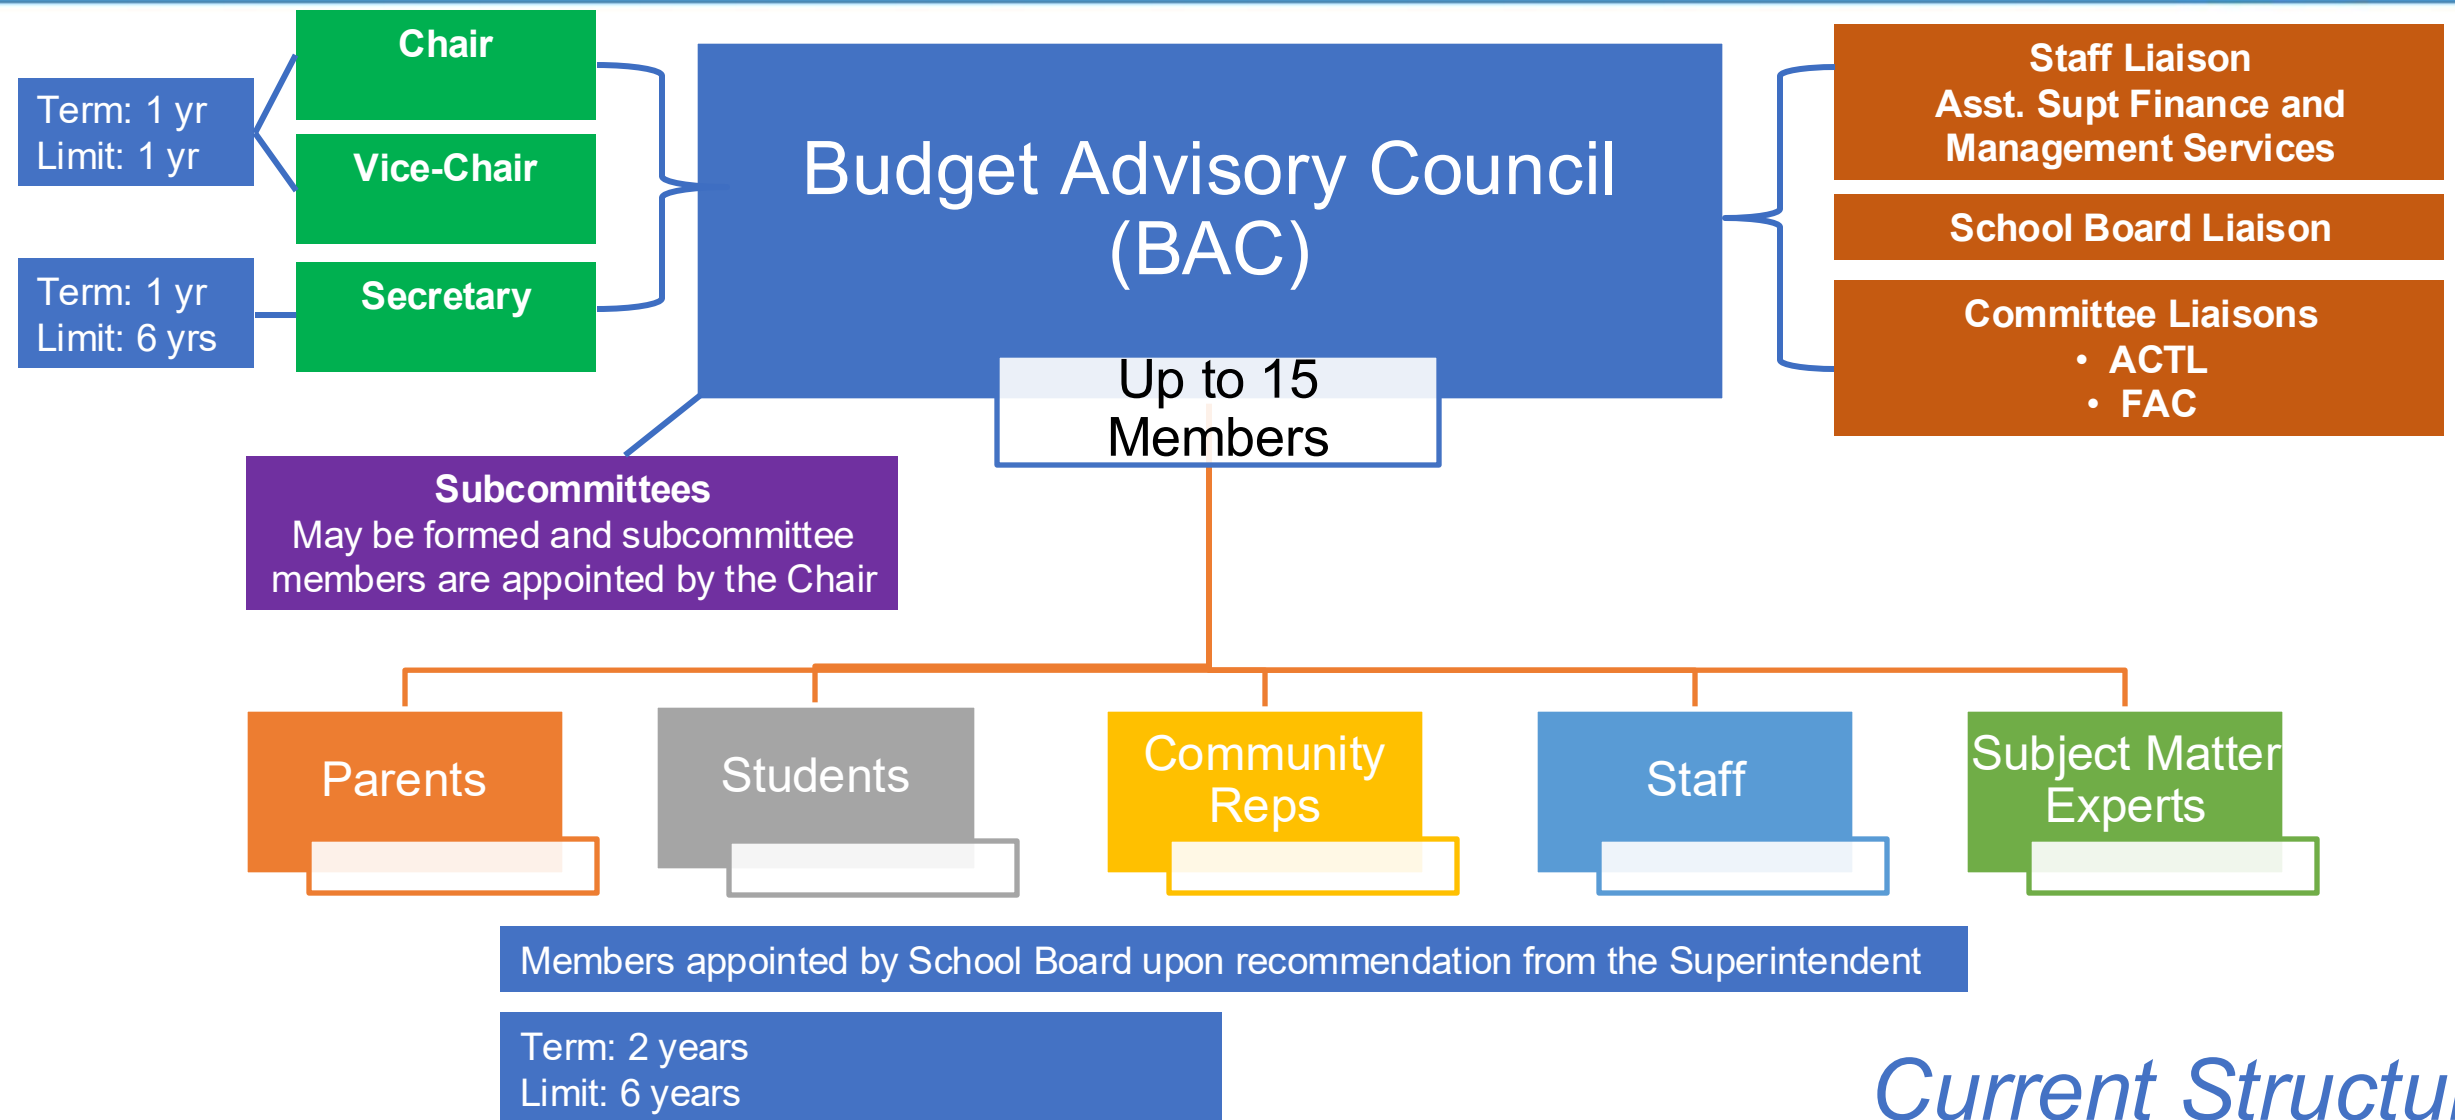 Chair
Term: 1 yr
Limit: 1 yr
Vice-Chair
Term: 1 yr
Limit: 6 yrs
Secretary
Budget Advisory Council
(BAC)
Up to 15
Members
Staff Liaison
Asst. Supt Finance and
Management Services
School Board Liaison
Committee Liaisons
• ACTL
• FAC
Subcommittees
May be formed and subcommittee
members are appointed by the Chair
Parents
Students
Community
Reps
Staff
Subject Matter
Experts
Members appointed by School Board upon recommendation from the Superintendent
Term: 2 years
Limit: 6 years
Current